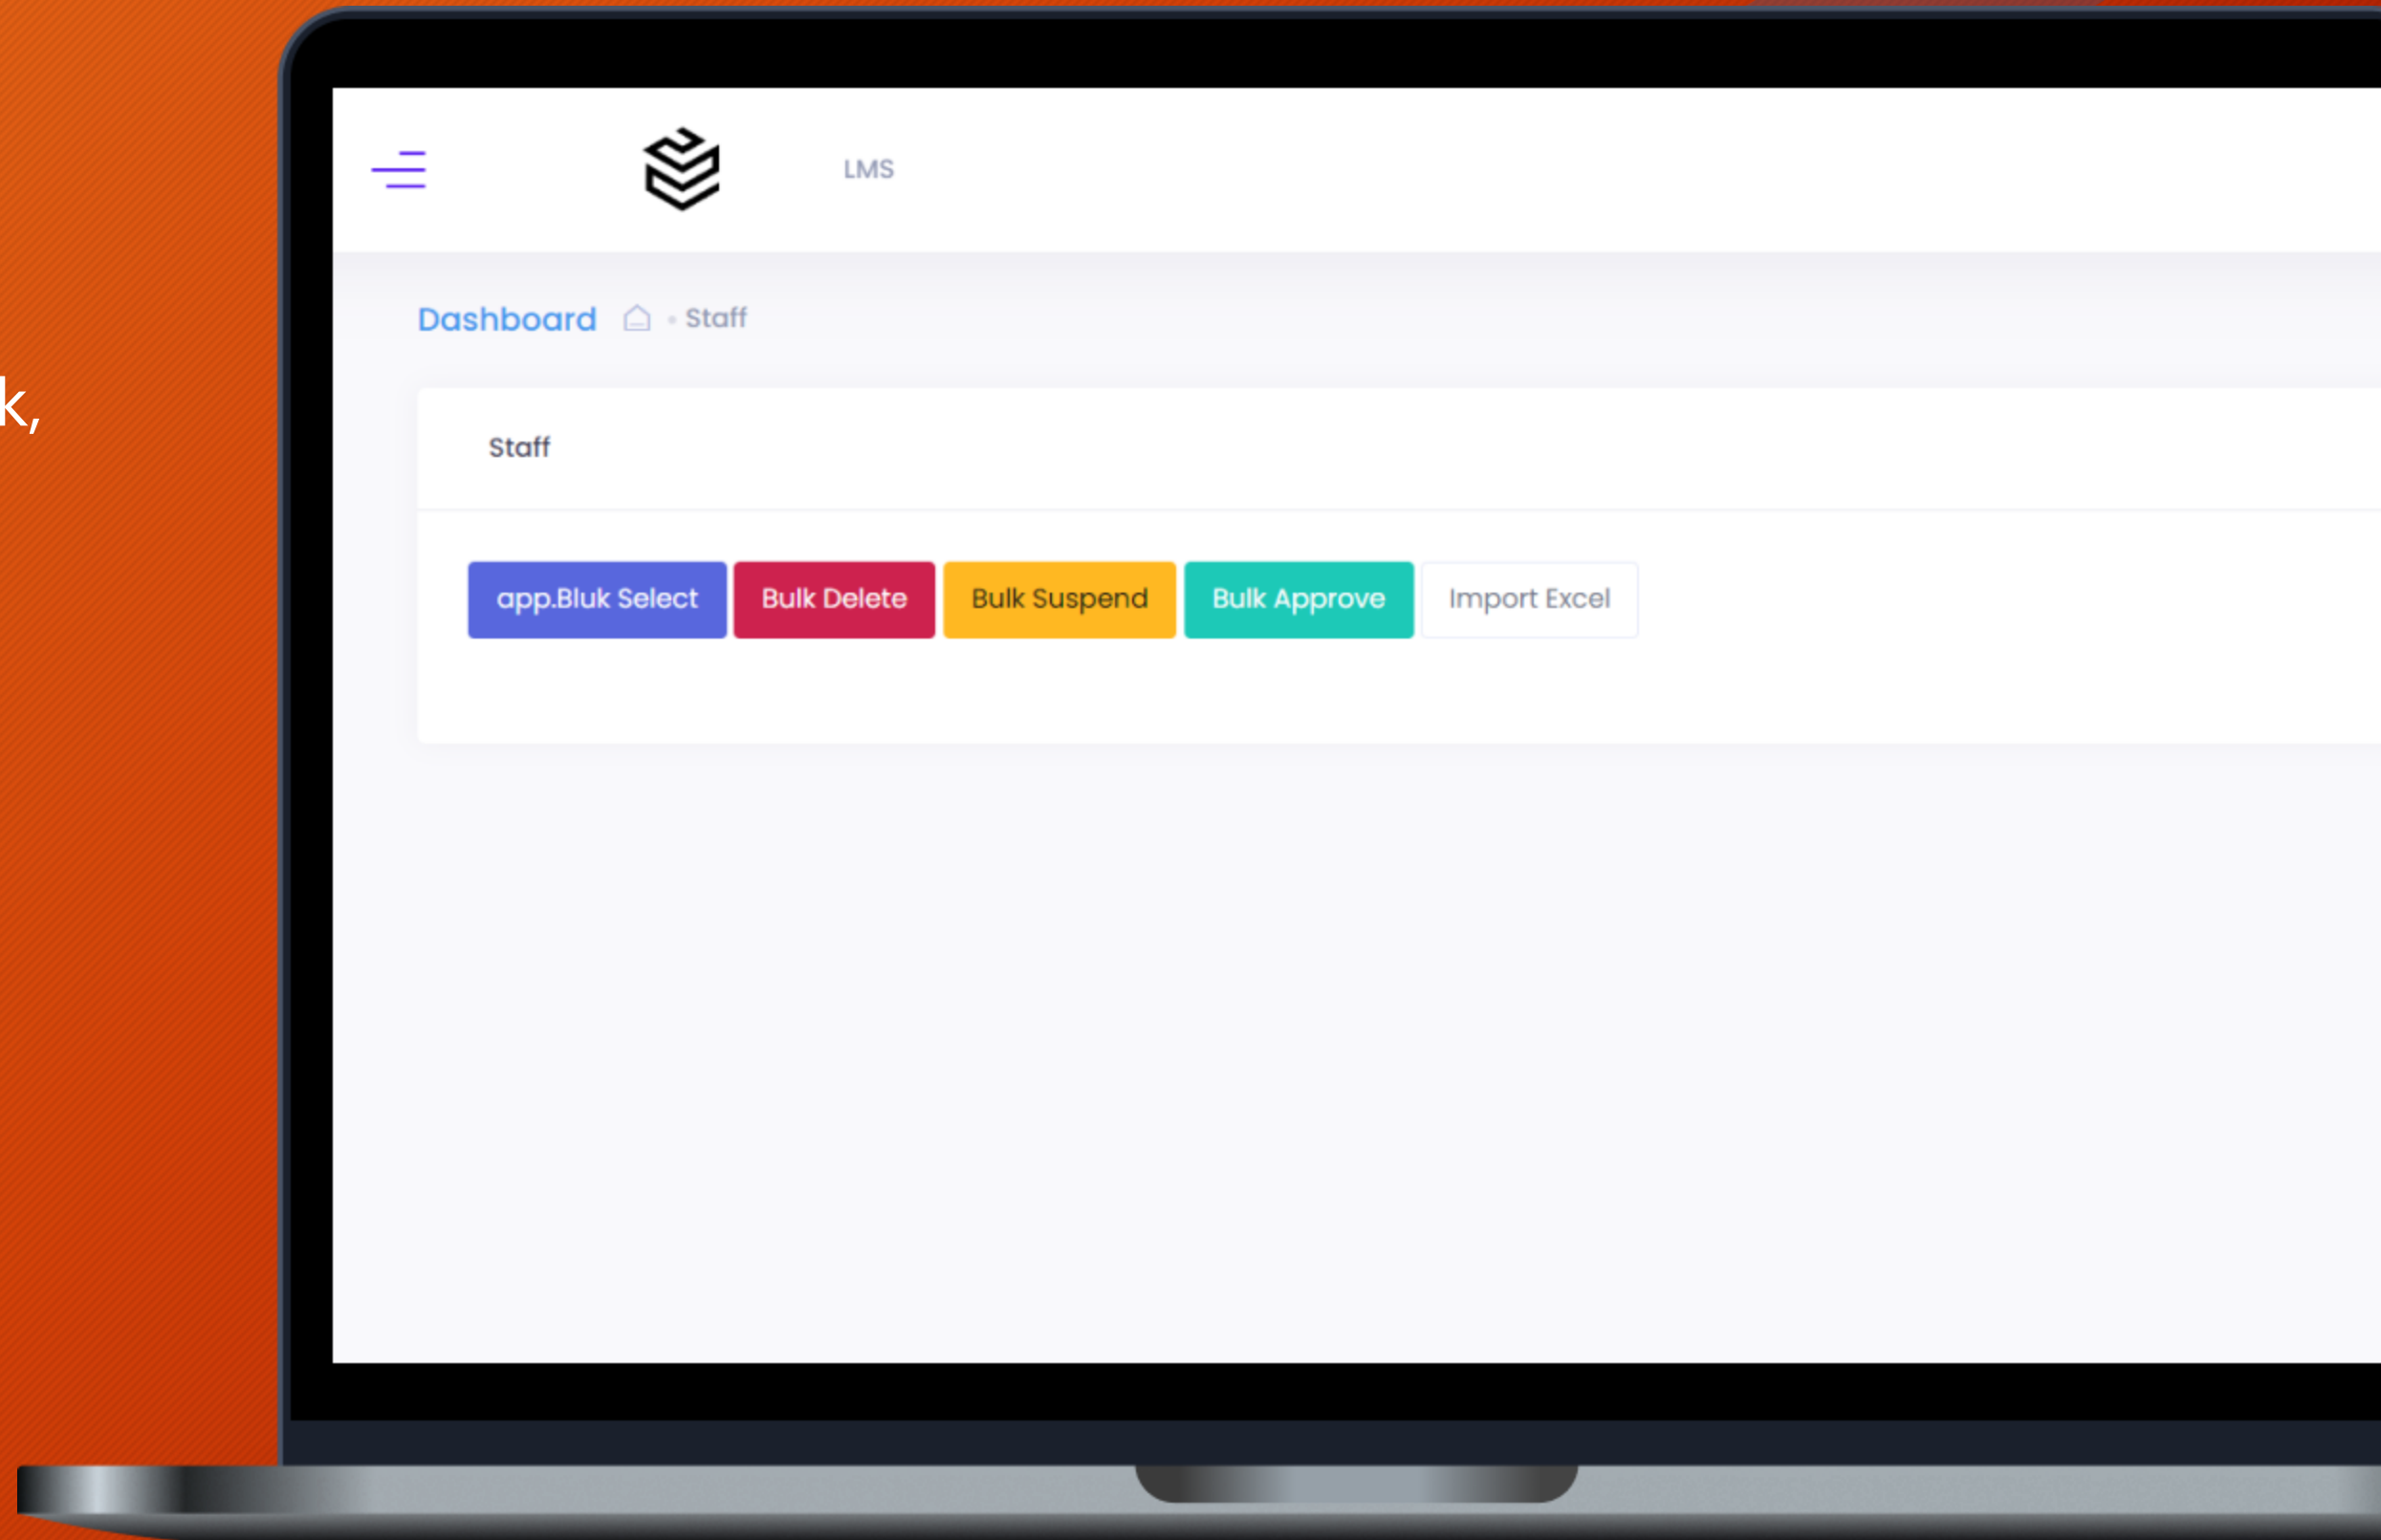 LMS
Dashboard • Staff
k,
Staff
app.Bluk Select Bulk Delete Bulk Suspend Bulk Approve Import Excel